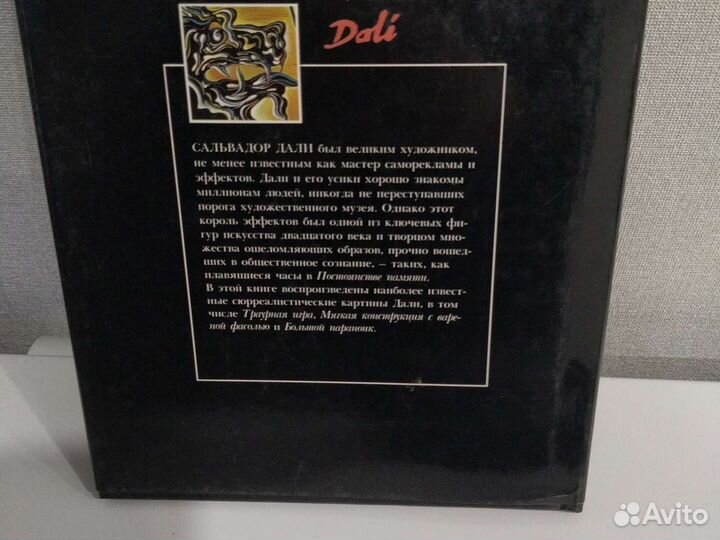 Dalí
САЛЬВАДОР ДАЛИ был великим художником,
не менее известным как мастер саморекламы и
эффектов. Дали и его усики хорошо знакомы
миллионам людей, никогда не переступавших
порога художественного музея. Однако этот
король эффектов был одной из ключевых фи-
гур искусства двадцатого века и творцом мно-
жества ошеломляющих образов, прочно вошед-
ших в общественное сознание, – таких, как
плавящиеся часы в Постоянстве памяти.
В этой книге воспроизведены наиболее извест-
ные сюрреалистические картины Дали, в том
числе Траурная игра, Мягкая конструкция с варе-
ной фасолью и Большой параноик.
Avito